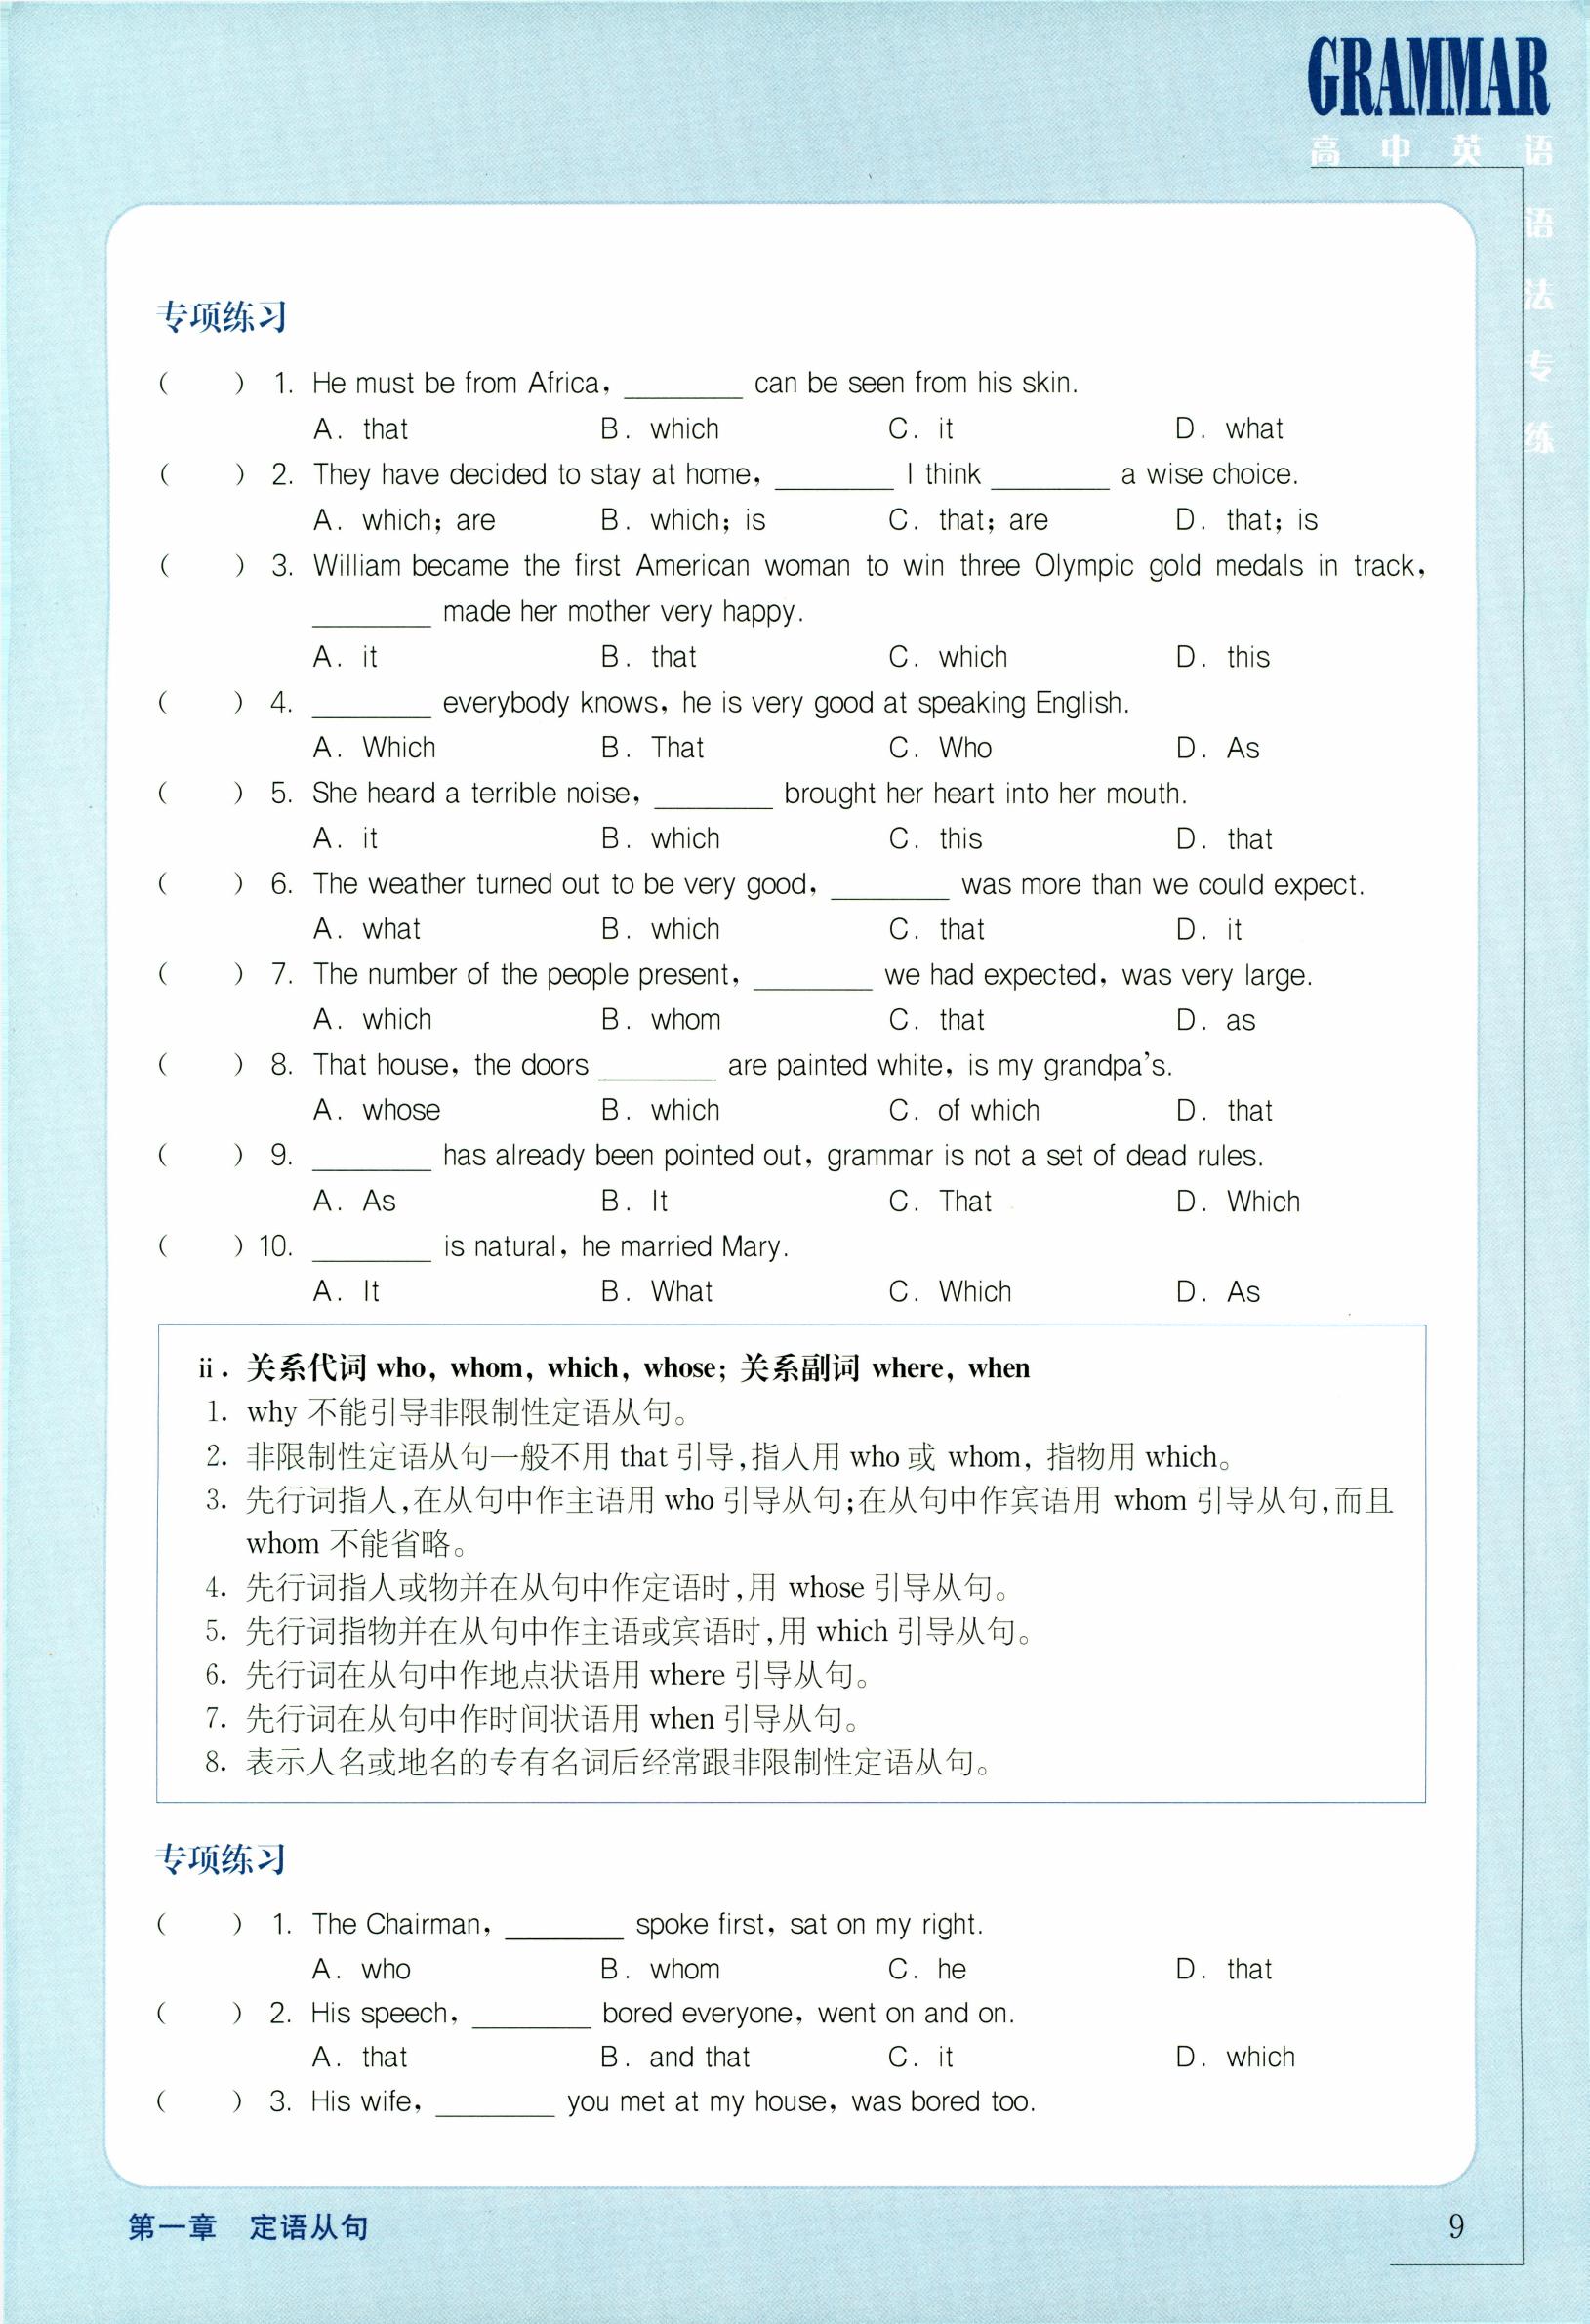 GRAMMAR
高中英语
语法专练
专项练习
(    ) 1. He must be from Africa, ________ can be seen from his skin.
A. that B. which C. it D. what
(    ) 2. They have decided to stay at home, ________ I think ________ a wise choice.
A. which; are B. which; is C. that; are D. that; is
(    ) 3. William became the first American woman to win three Olympic gold medals in track,
________ made her mother very happy.
A. it B. that C. which D. this
(    ) 4. ________ everybody knows, he is very good at speaking English.
A. Which B. That C. Who D. As
(    ) 5. She heard a terrible noise, ________ brought her heart into her mouth.
A. it B. which C. this D. that
(    ) 6. The weather turned out to be very good, ________ was more than we could expect.
A. what B. which C. that D. it
(    ) 7. The number of the people present, ________ we had expected, was very large.
A. which B. whom C. that D. as
(    ) 8. That house, the doors ________ are painted white, is my grandpa's.
A. whose B. which C. of which D. that
(    ) 9. ________ has already been pointed out, grammar is not a set of dead rules.
A. As B. It C. That D. Which
(    ) 10. ________ is natural, he married Mary.
A. It B. What C. Which D. As
ii. 关系代词 who, whom, which, whose; 关系副词 where, when
1. why 不能引导非限制性定语从句。
2. 非限制性定语从句一般不用 that 引导,指人用 who 或 whom, 指物用 which。
3. 先行词指人,在从句中作主语用 who 引导从句;在从句中作宾语用 whom 引导从句,而且
whom 不能省略。
4. 先行词指人或物并在从句中作定语时,用 whose 引导从句。
5. 先行词指物并在从句中作主语或宾语时,用 which 引导从句。
6. 先行词在从句中作地点状语用 where 引导从句。
7. 先行词在从句中作时间状语用 when 引导从句。
8. 表示人名或地名的专有名词后经常跟非限制性定语从句。
专项练习
(    ) 1. The Chairman, ________ spoke first, sat on my right.
A. who B. whom C. he D. that
(    ) 2. His speech, ________ bored everyone, went on and on.
A. that B. and that C. it D. which
(    ) 3. His wife, ________ you met at my house, was bored too.
第一章 定语从句
9